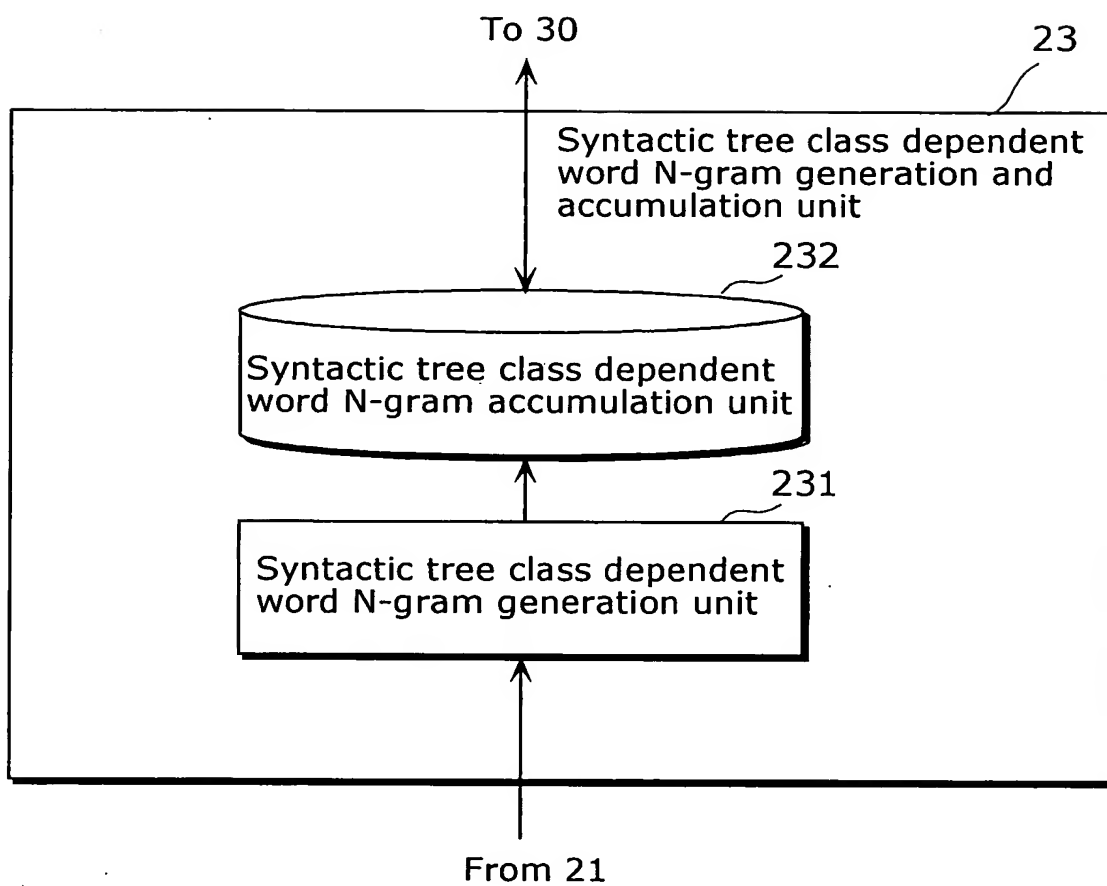 To 30
23
Syntactic tree class dependent
word N-gram generation and
accumulation unit
232
Syntactic tree class dependent
word N-gram accumulation unit
231
Syntactic tree class dependent
word N-gram generation unit
From 21